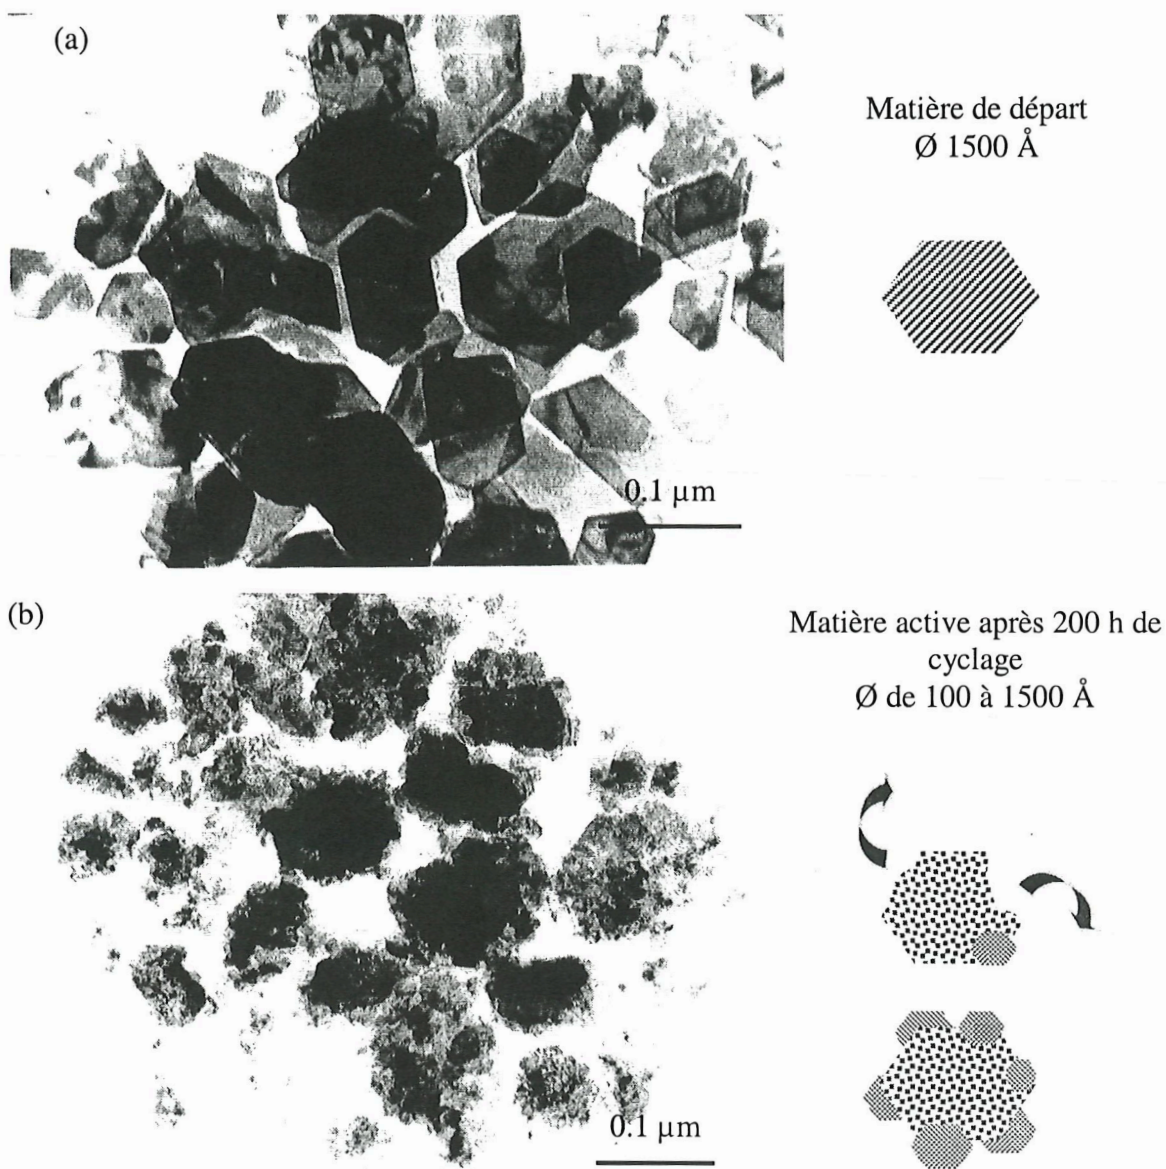 (a)
Matière de départ
Ø 1500 Å
0.1 µm
(b)
Matière active après 200 h de
cyclage
Ø de 100 à 1500 Å
0.1 µm